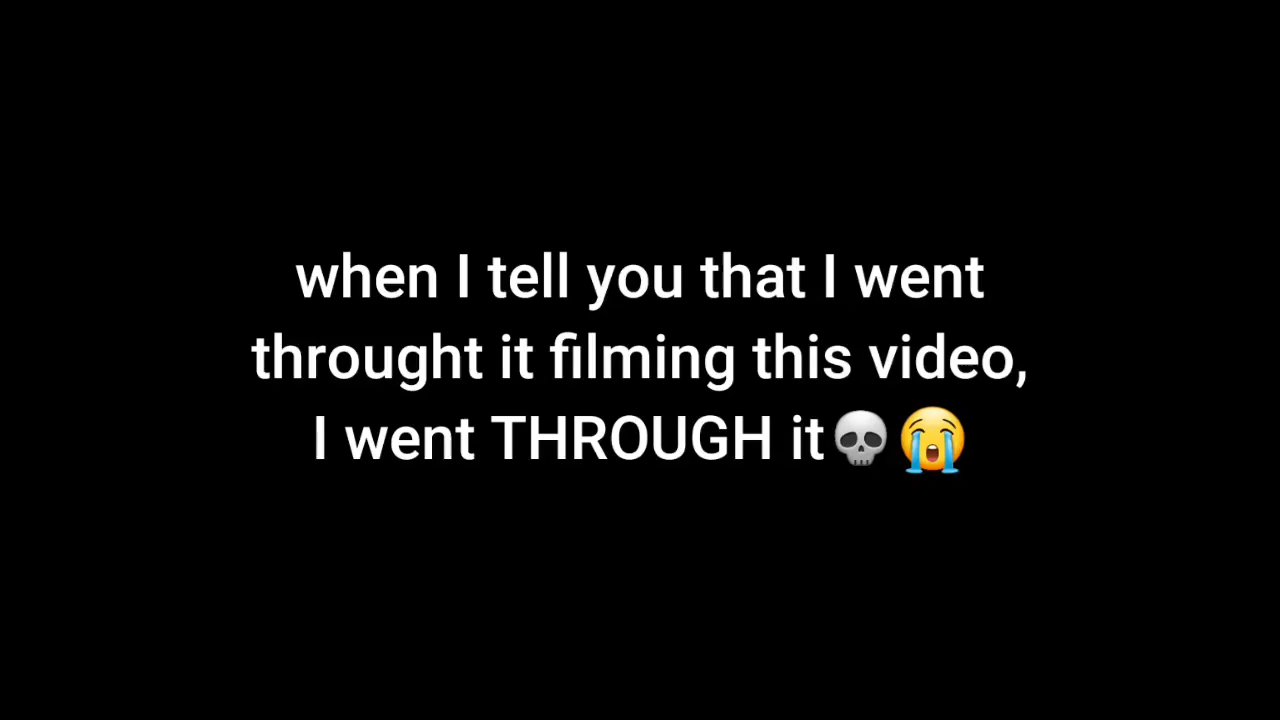 when I tell you that I went
throught it filming this video,
I went THROUGH it💀😭